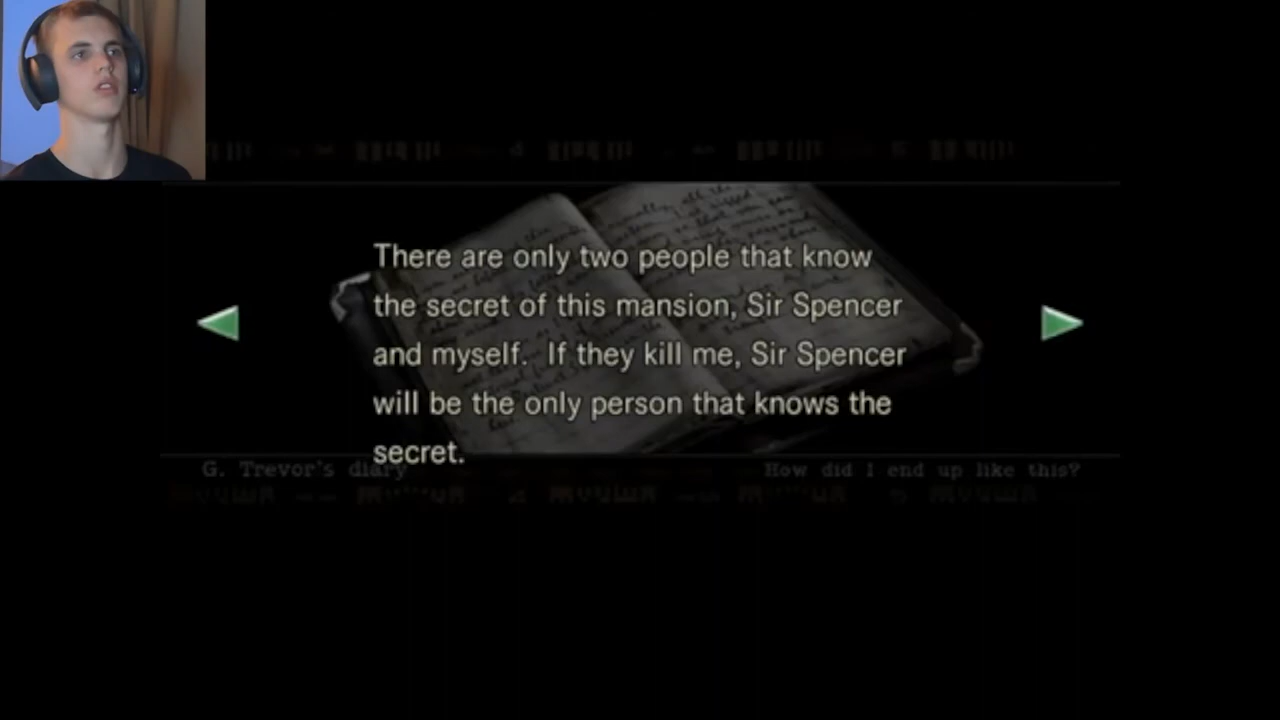 There are only two people that know
the secret of this mansion, Sir Spencer
and myself. If they kill me, Sir Spencer
will be the only person that knows the
secret.
G. Trevor's diary
How did I end up like this?